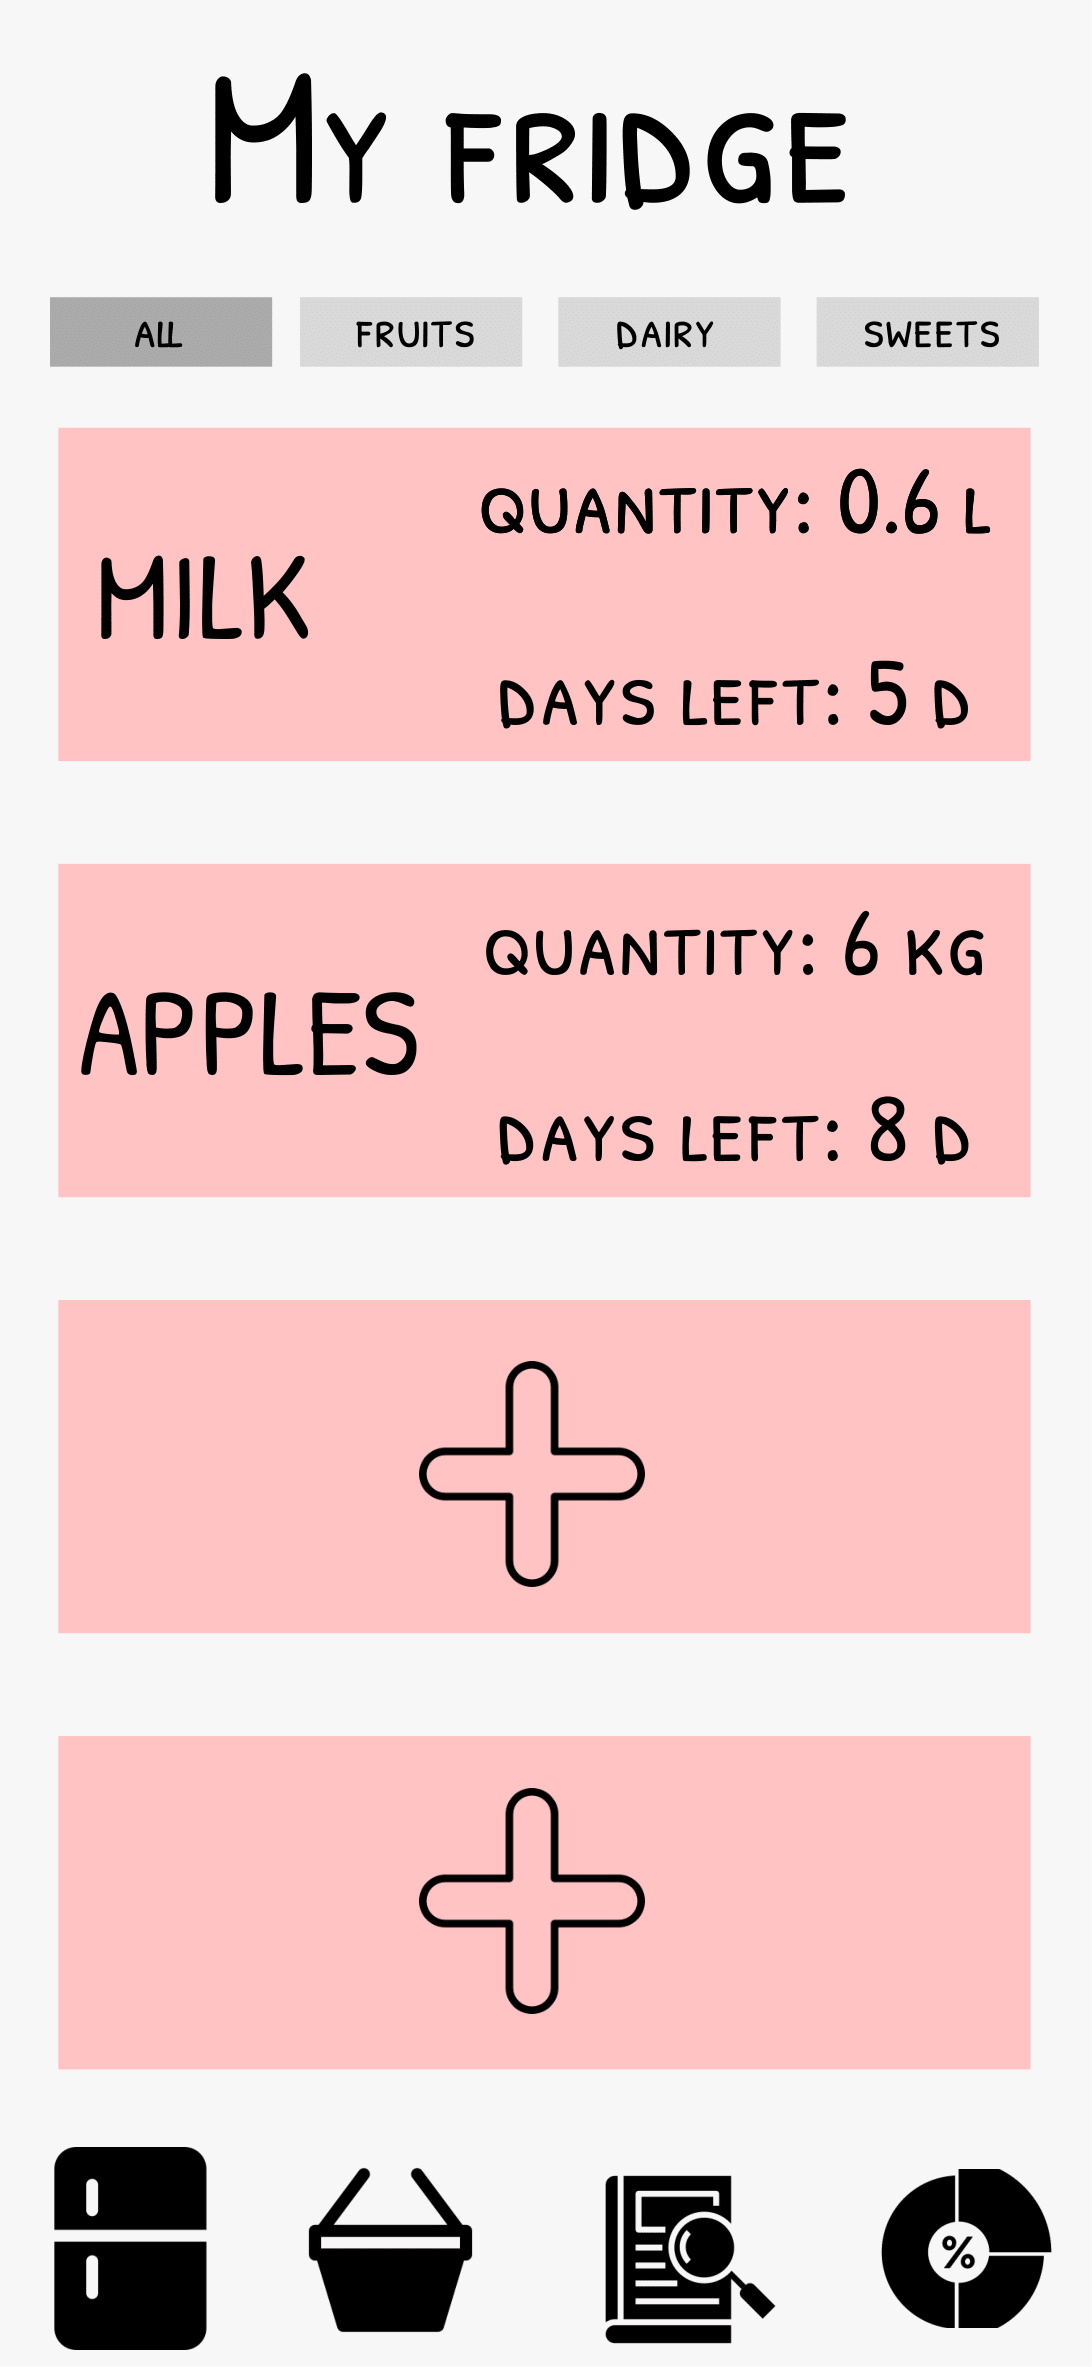 My fridge
ALL FRUITS DAIRY SWEETS
QUANTITY: 0.6 L
MILK
DAYS LEFT: 5 D
QUANTITY: 6 KG
APPLES
DAYS LEFT: 8 D
%